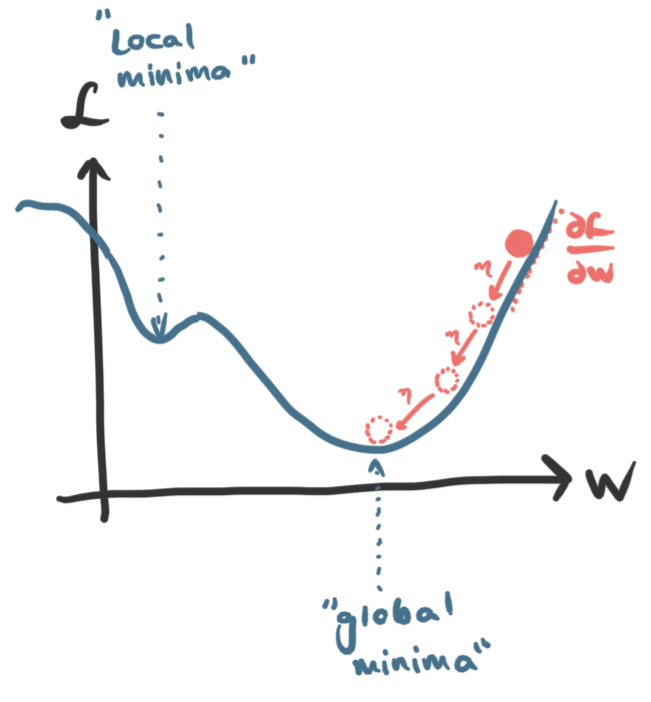 "Local
minima"
ℒ
∂ℒ
∂w
η
η
η
W
"global
minima"